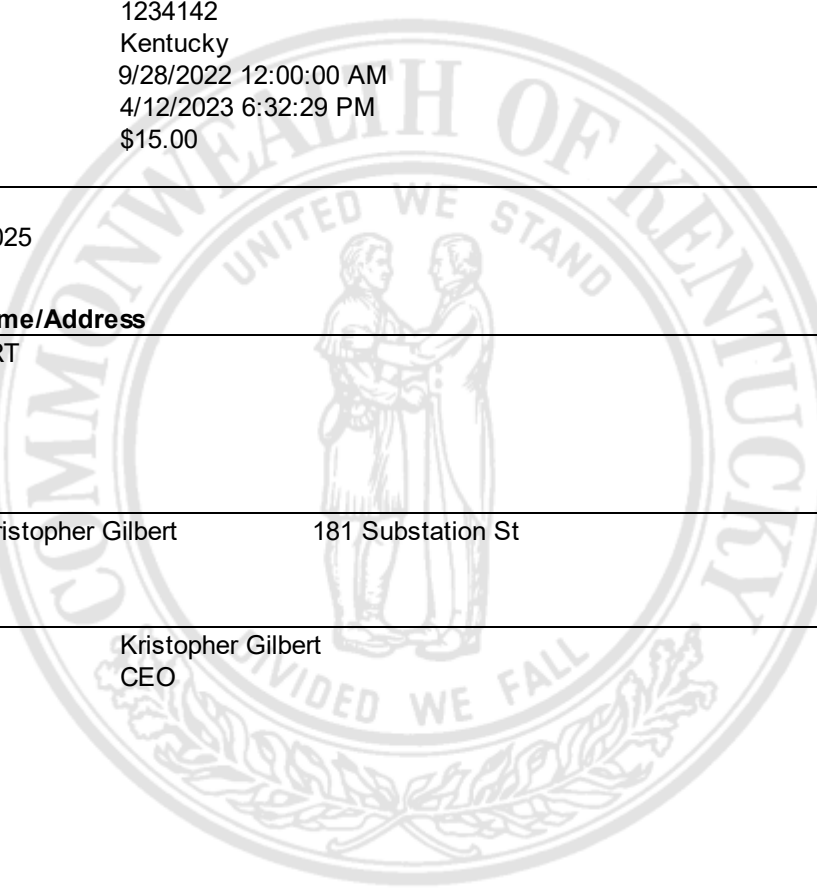 1234142
Kentucky
9/28/2022 12:00:00 AM
4/12/2023 6:32:29 PM
$15.00
025
me/Address
RT
ristopher Gilbert 181 Substation St
Kristopher Gilbert
CEO
COMMONWEALTH OF KENTUCKY
UNITED WE STAND
DIVIDED WE FALL